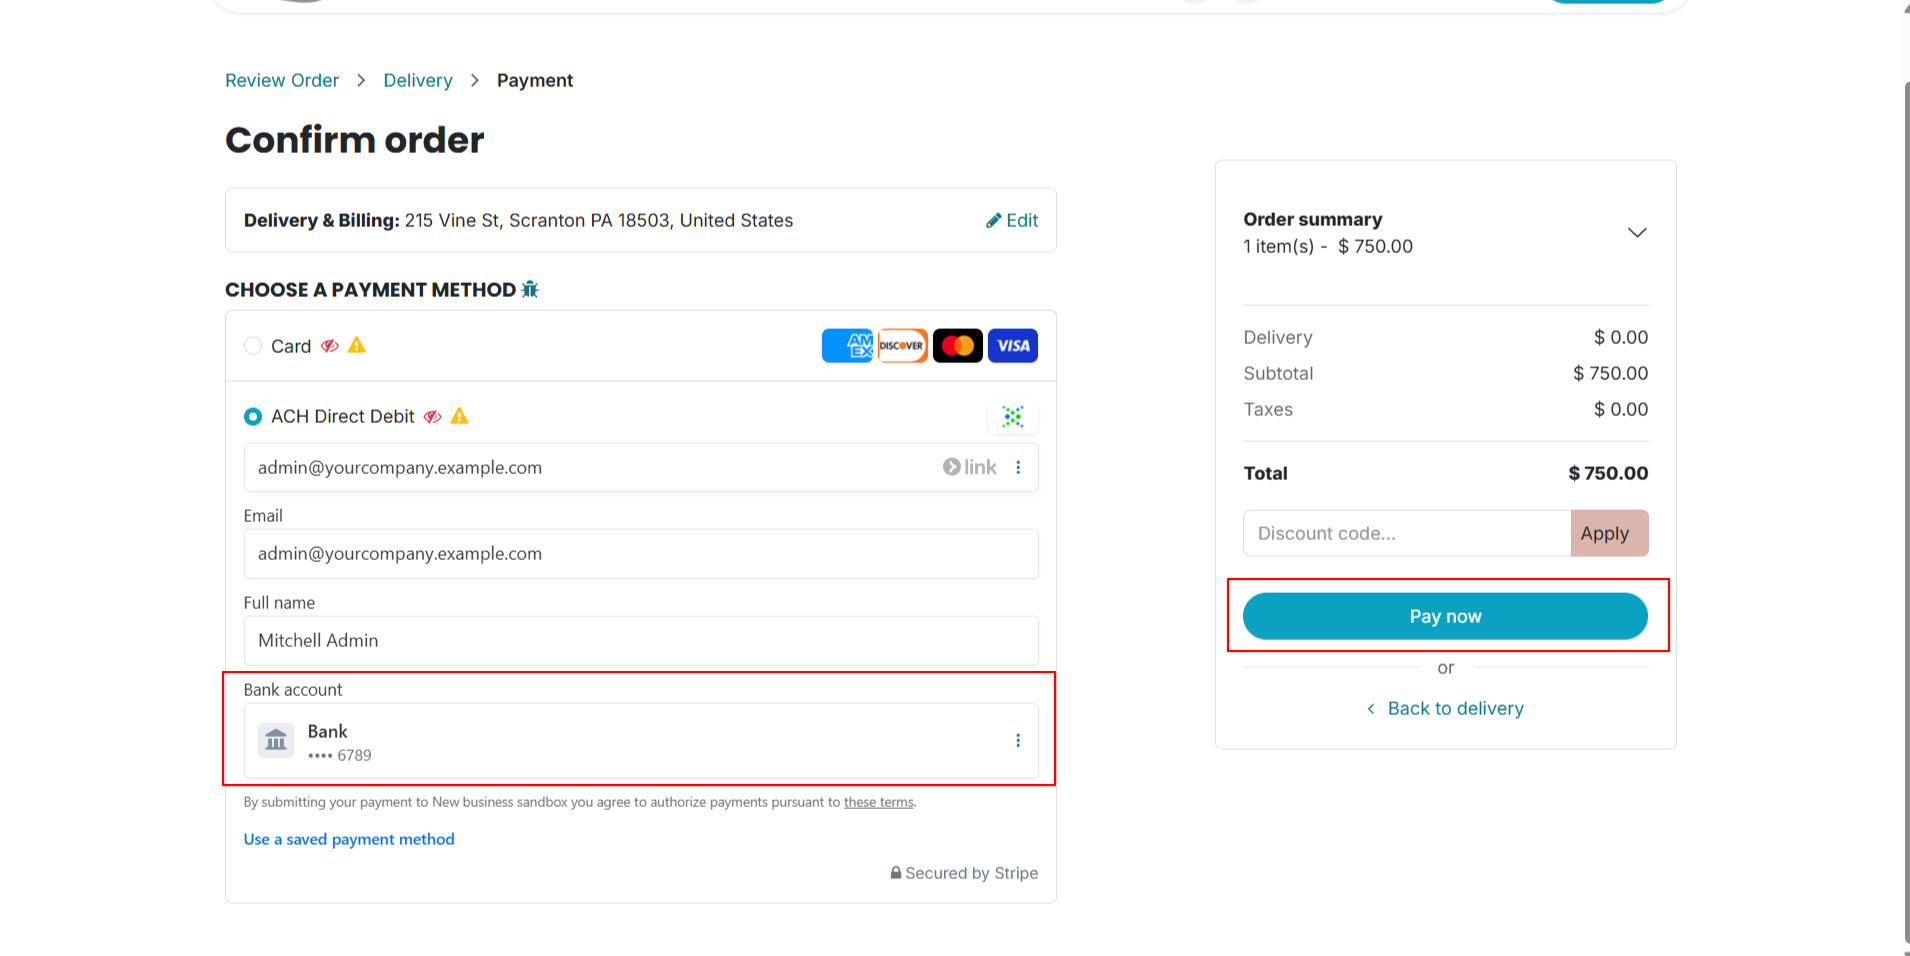 Review Order > Delivery > Payment
Confirm order
Delivery & Billing: 215 Vine St, Scranton PA 18503, United States
Edit
CHOOSE A PAYMENT METHOD
Card
AM
EX
DISCOVER
VISA
ACH Direct Debit
admin@yourcompany.example.com
link
Email
admin@yourcompany.example.com
Full name
Mitchell Admin
Bank account
Bank
•••• 6789
By submitting your payment to New business sandbox you agree to authorize payments pursuant to these terms.
Use a saved payment method
Secured by Stripe
Order summary
1 item(s) - $ 750.00
Delivery $ 0.00
Subtotal $ 750.00
Taxes $ 0.00
Total $ 750.00
Discount code... Apply
Pay now
or
< Back to delivery